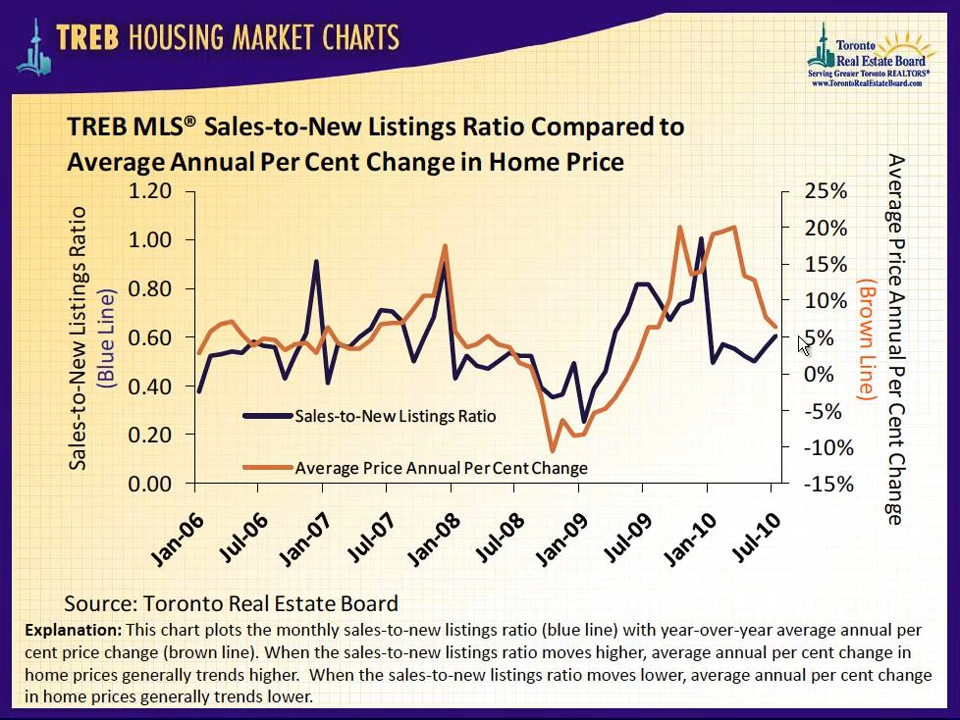 TREB HOUSING MARKET CHARTS
Toronto
Real Estate Board
Serving Greater Toronto REALTORS®
www.TorontoRealEstateBoard.com
TREB MLS® Sales-to-New Listings Ratio Compared to
Average Annual Per Cent Change in Home Price
Sales-to-New Listings Ratio
(Blue Line)
1.20
1.00
0.80
0.60
0.40
0.20
0.00
25%
20%
15%
10%
5%
0%
-5%
-10%
-15%
Average Price Annual Per Cent Change
(Brown Line)
Sales-to-New Listings Ratio
Average Price Annual Per Cent Change
Jan-06
Jul-06
Jan-07
Jul-07
Jan-08
Jul-08
Jan-09
Jul-09
Jan-10
Jul-10
Source: Toronto Real Estate Board
Explanation: This chart plots the monthly sales-to-new listings ratio (blue line) with year-over-year average annual per
cent price change (brown line). When the sales-to-new listings ratio moves higher, average annual per cent change in
home prices generally trends higher. When the sales-to-new listings ratio moves lower, average annual per cent change
in home prices generally trends lower.